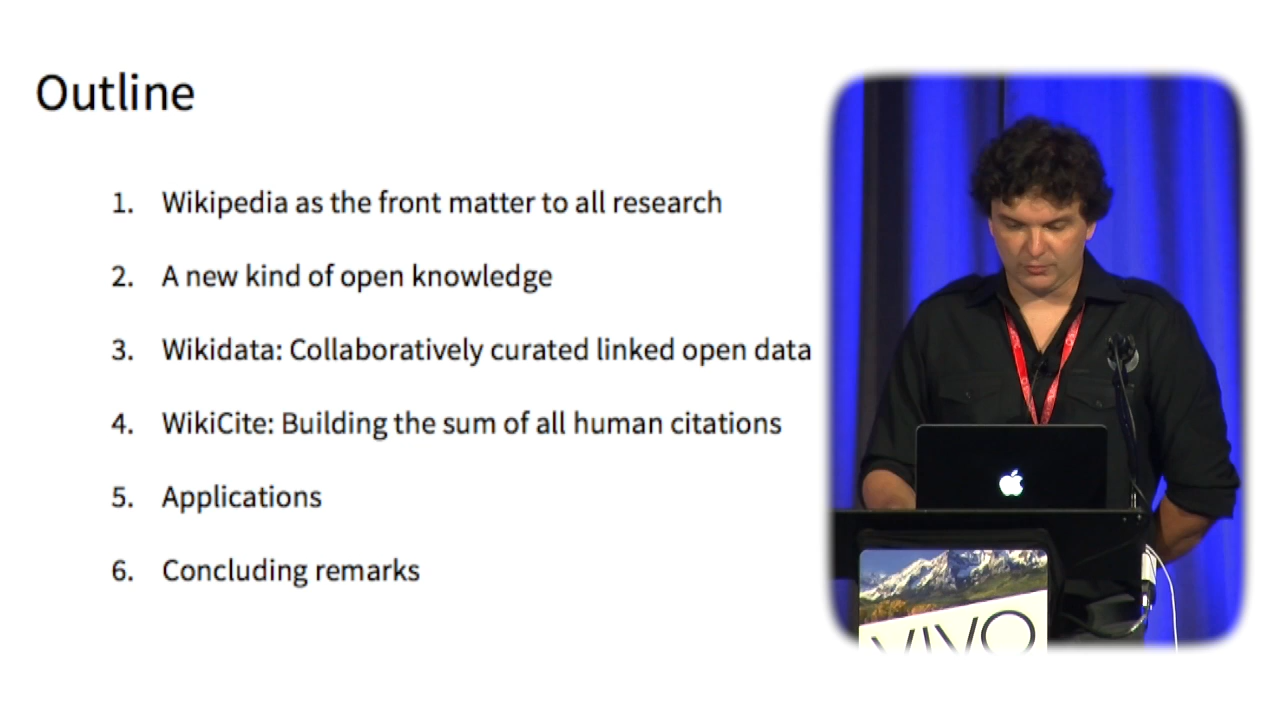 Outline
1. Wikipedia as the front matter to all research
2. A new kind of open knowledge
3. Wikidata: Collaboratively curated linked open data
4. WikiCite: Building the sum of all human citations
5. Applications
6. Concluding remarks
VIVO